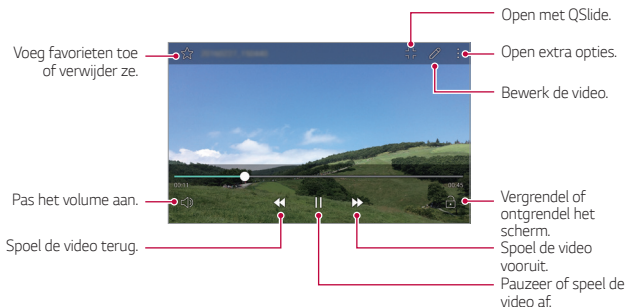 Open met QSlide.
Voeg favorieten toe
of verwijder ze.
Open extra opties.
Bewerk de video.
00:11
00:45
Pas het volume aan.
Vergrendel of
ontgrendel het
scherm.
Spoel de video terug.
Spoel de video
vooruit.
Pauzeer of speel de
video af.